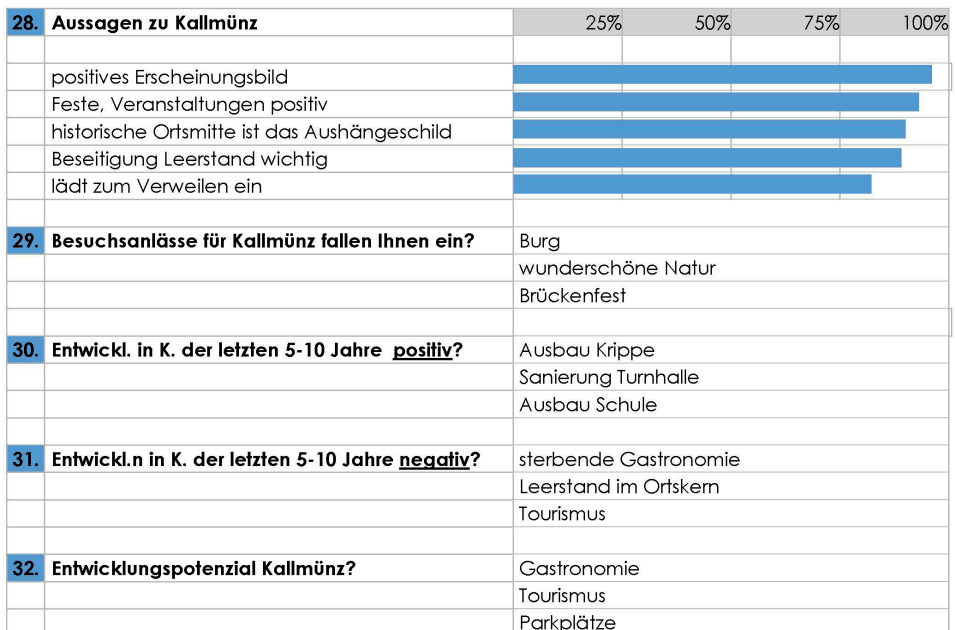 28. Aussagen zu Kallmünz 25% 50% 75% 100%
positives Erscheinungsbild
Feste, Veranstaltungen positiv
historische Ortsmitte ist das Aushängeschild
Beseitigung Leerstand wichtig
lädt zum Verweilen ein
29. Besuchsanlässe für Kallmünz fallen Ihnen ein? Burg
wunderschöne Natur
Brückenfest
30. Entwickl. in K. der letzten 5-10 Jahre positiv? Ausbau Krippe
Sanierung Turnhalle
Ausbau Schule
31. Entwickl.n in K. der letzten 5-10 Jahre negativ? sterbende Gastronomie
Leerstand im Ortskern
Tourismus
32. Entwicklungspotenzial Kallmünz? Gastronomie
Tourismus
Parkplätze